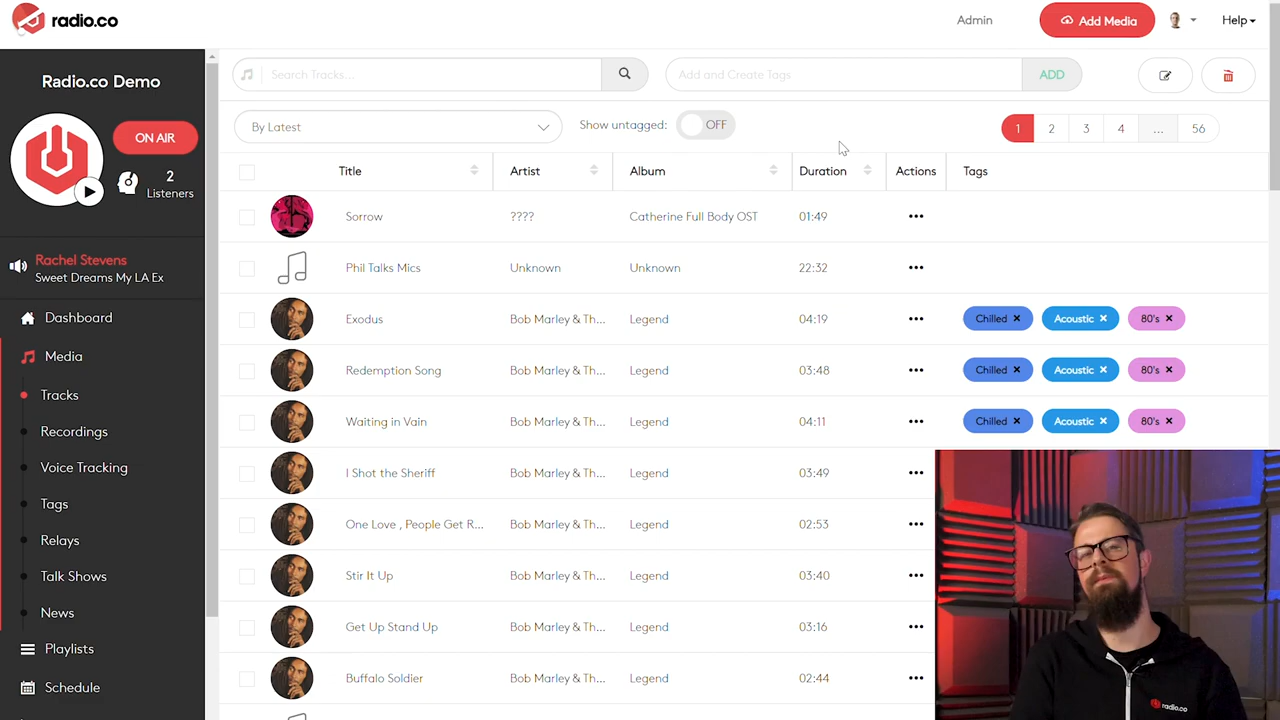 radio.co
Admin
Add Media
Help
Radio.co Demo
ON AIR
2
Listeners
Rachel Stevens
Sweet Dreams My LA Ex
Dashboard
Media
Tracks
Recordings
Voice Tracking
Tags
Relays
Talk Shows
News
Playlists
Schedule
Search Tracks...
Add and Create Tags
ADD
By Latest
Show untagged:
OFF
1 2 3 4 ... 56
Title Artist Album Duration Actions Tags
Sorrow ???? Catherine Full Body OST 01:49
Phil Talks Mics Unknown Unknown 22:32
Exodus Bob Marley & Th... Legend 04:19 Chilled × Acoustic × 80's ×
Redemption Song Bob Marley & Th... Legend 03:48 Chilled × Acoustic × 80's ×
Waiting in Vain Bob Marley & Th... Legend 04:11 Chilled × Acoustic × 80's ×
I Shot the Sheriff Bob Marley & Th... Legend 03:49
One Love , People Get R... Bob Marley & Th... Legend 02:53
Stir It Up Bob Marley & Th... Legend 03:40
Get Up Stand Up Bob Marley & Th... Legend 03:16
Buffalo Soldier Bob Marley & Th... Legend 02:44
radio.co